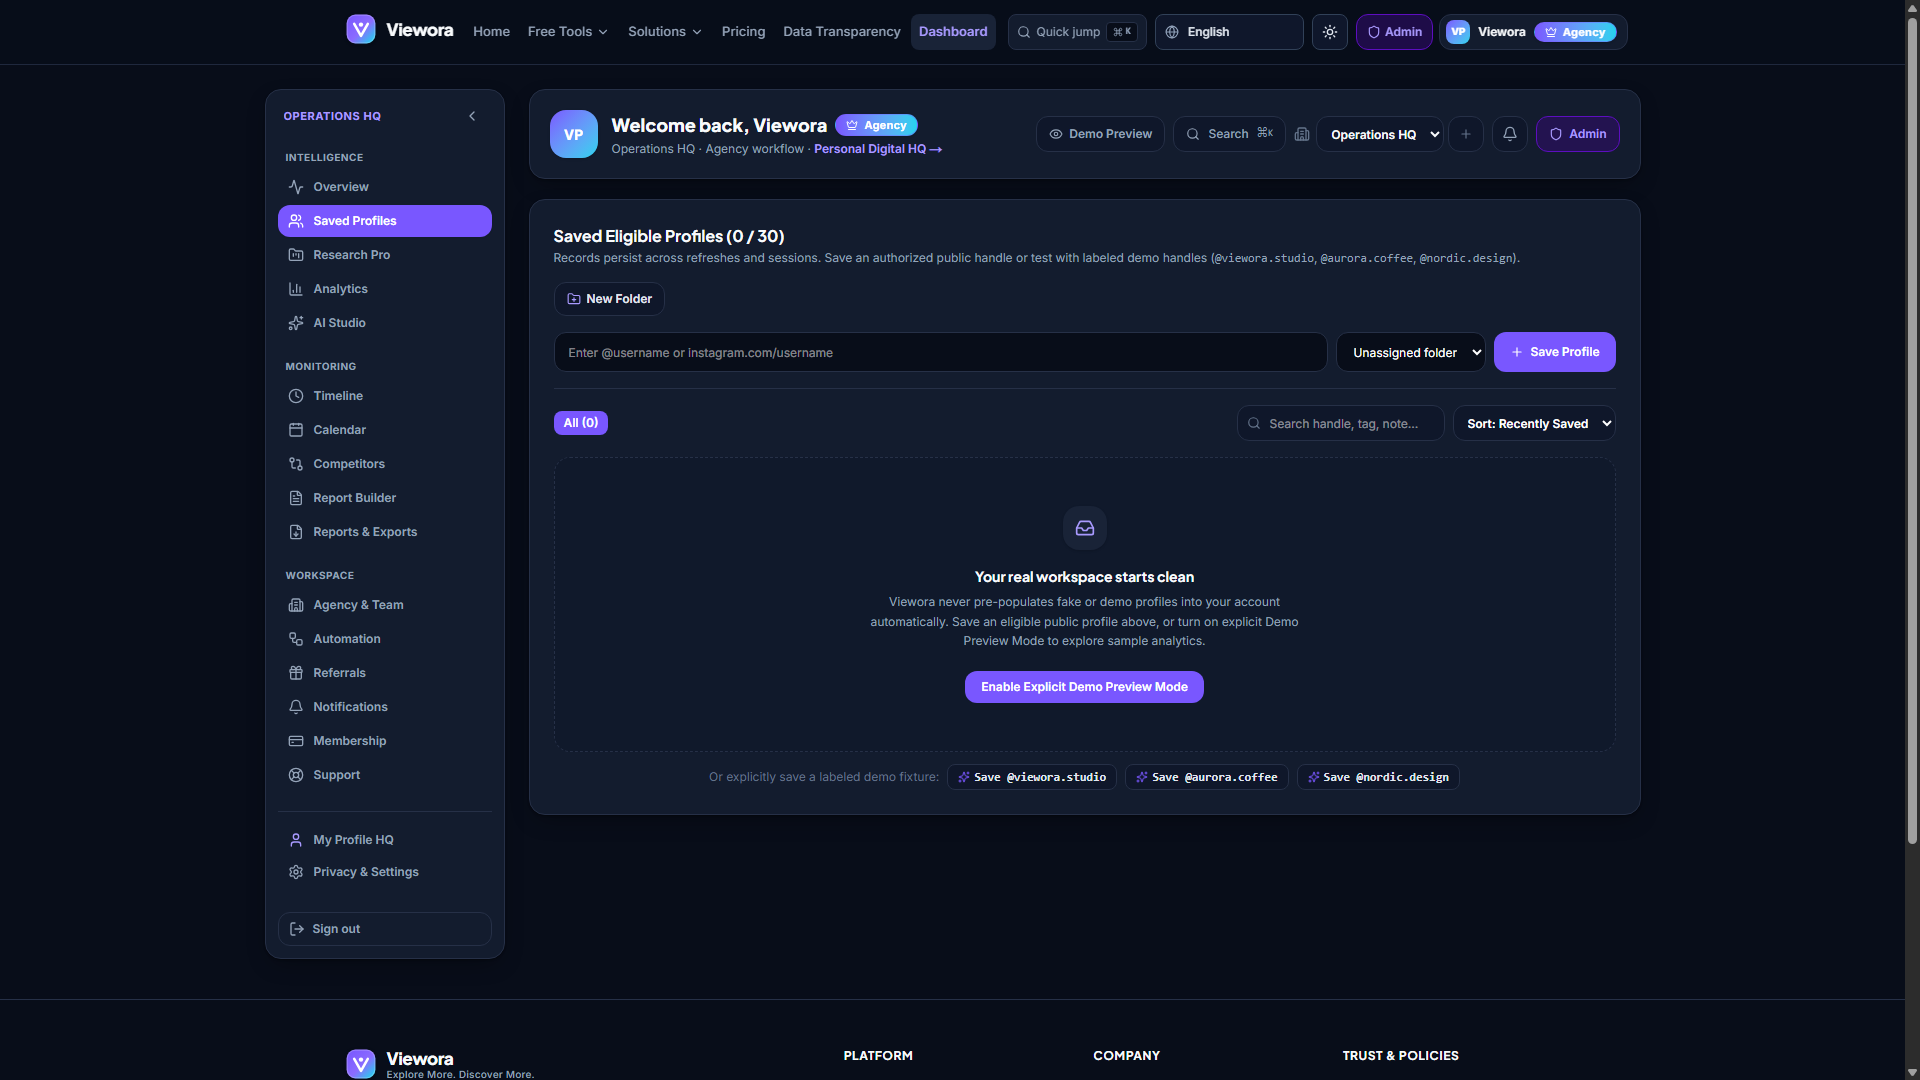 Viewora
Home
Free Tools
Solutions
Pricing
Data Transparency
Dashboard
Quick jump
⌘ K
English
Admin
VP
Viewora
Agency
OPERATIONS HQ
INTELLIGENCE
Overview
Saved Profiles
Research Pro
Analytics
AI Studio
MONITORING
Timeline
Calendar
Competitors
Report Builder
Reports & Exports
WORKSPACE
Agency & Team
Automation
Referrals
Notifications
Membership
Support
My Profile HQ
Privacy & Settings
Sign out
VP
Welcome back, Viewora
Agency
Operations HQ · Agency workflow · Personal Digital HQ →
Demo Preview
Search
⌘K
Operations HQ
Admin
Saved Eligible Profiles (0 / 30)
Records persist across refreshes and sessions. Save an authorized public handle or test with labeled demo handles (@viewora.studio, @aurora.coffee, @nordic.design).
New Folder
Enter @username or instagram.com/username
Unassigned folder
Save Profile
All (0)
Search handle, tag, note...
Sort: Recently Saved
Your real workspace starts clean
Viewora never pre-populates fake or demo profiles into your account
automatically. Save an eligible public profile above, or turn on explicit Demo
Preview Mode to explore sample analytics.
Enable Explicit Demo Preview Mode
Or explicitly save a labeled demo fixture:
Save @viewora.studio
Save @aurora.coffee
Save @nordic.design
Viewora
Explore More. Discover More.
PLATFORM
COMPANY
TRUST & POLICIES